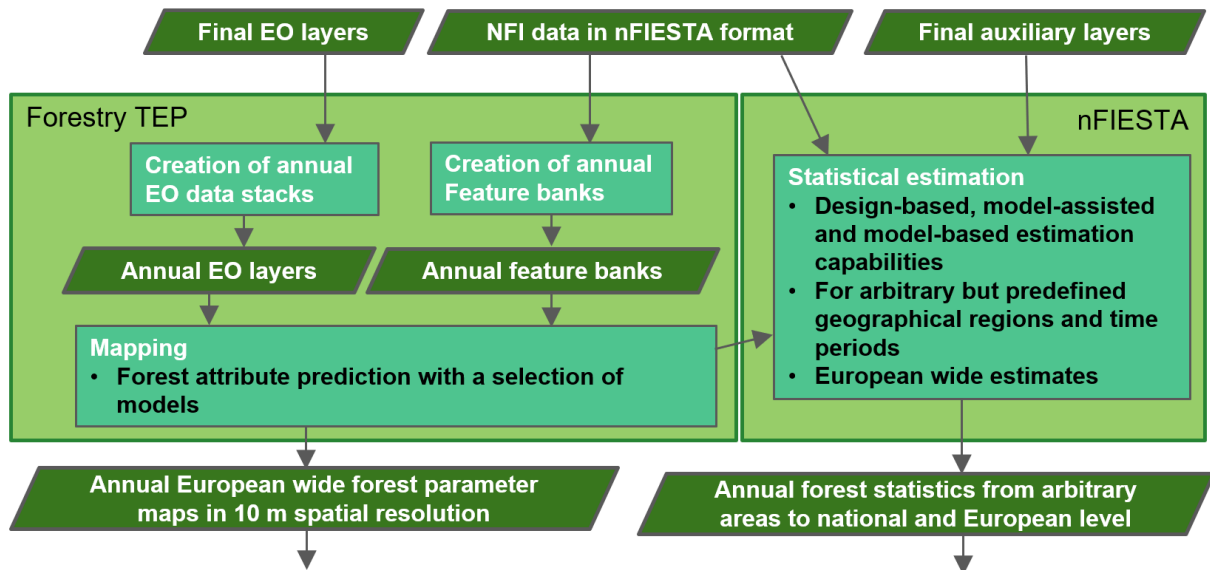 Final EO layers
NFI data in nFIESTA format
Final auxiliary layers
Forestry TEP
nFIESTA
Creation of annual
EO data stacks
Creation of annual
Feature banks
Annual EO layers
Annual feature banks
Mapping
• Forest attribute prediction with a selection of
models
Statistical estimation
• Design-based, model-assisted
and model-based estimation
capabilities
• For arbitrary but predefined
geographical regions and time
periods
• European wide estimates
Annual European wide forest parameter
maps in 10 m spatial resolution
Annual forest statistics from arbitrary
areas to national and European level